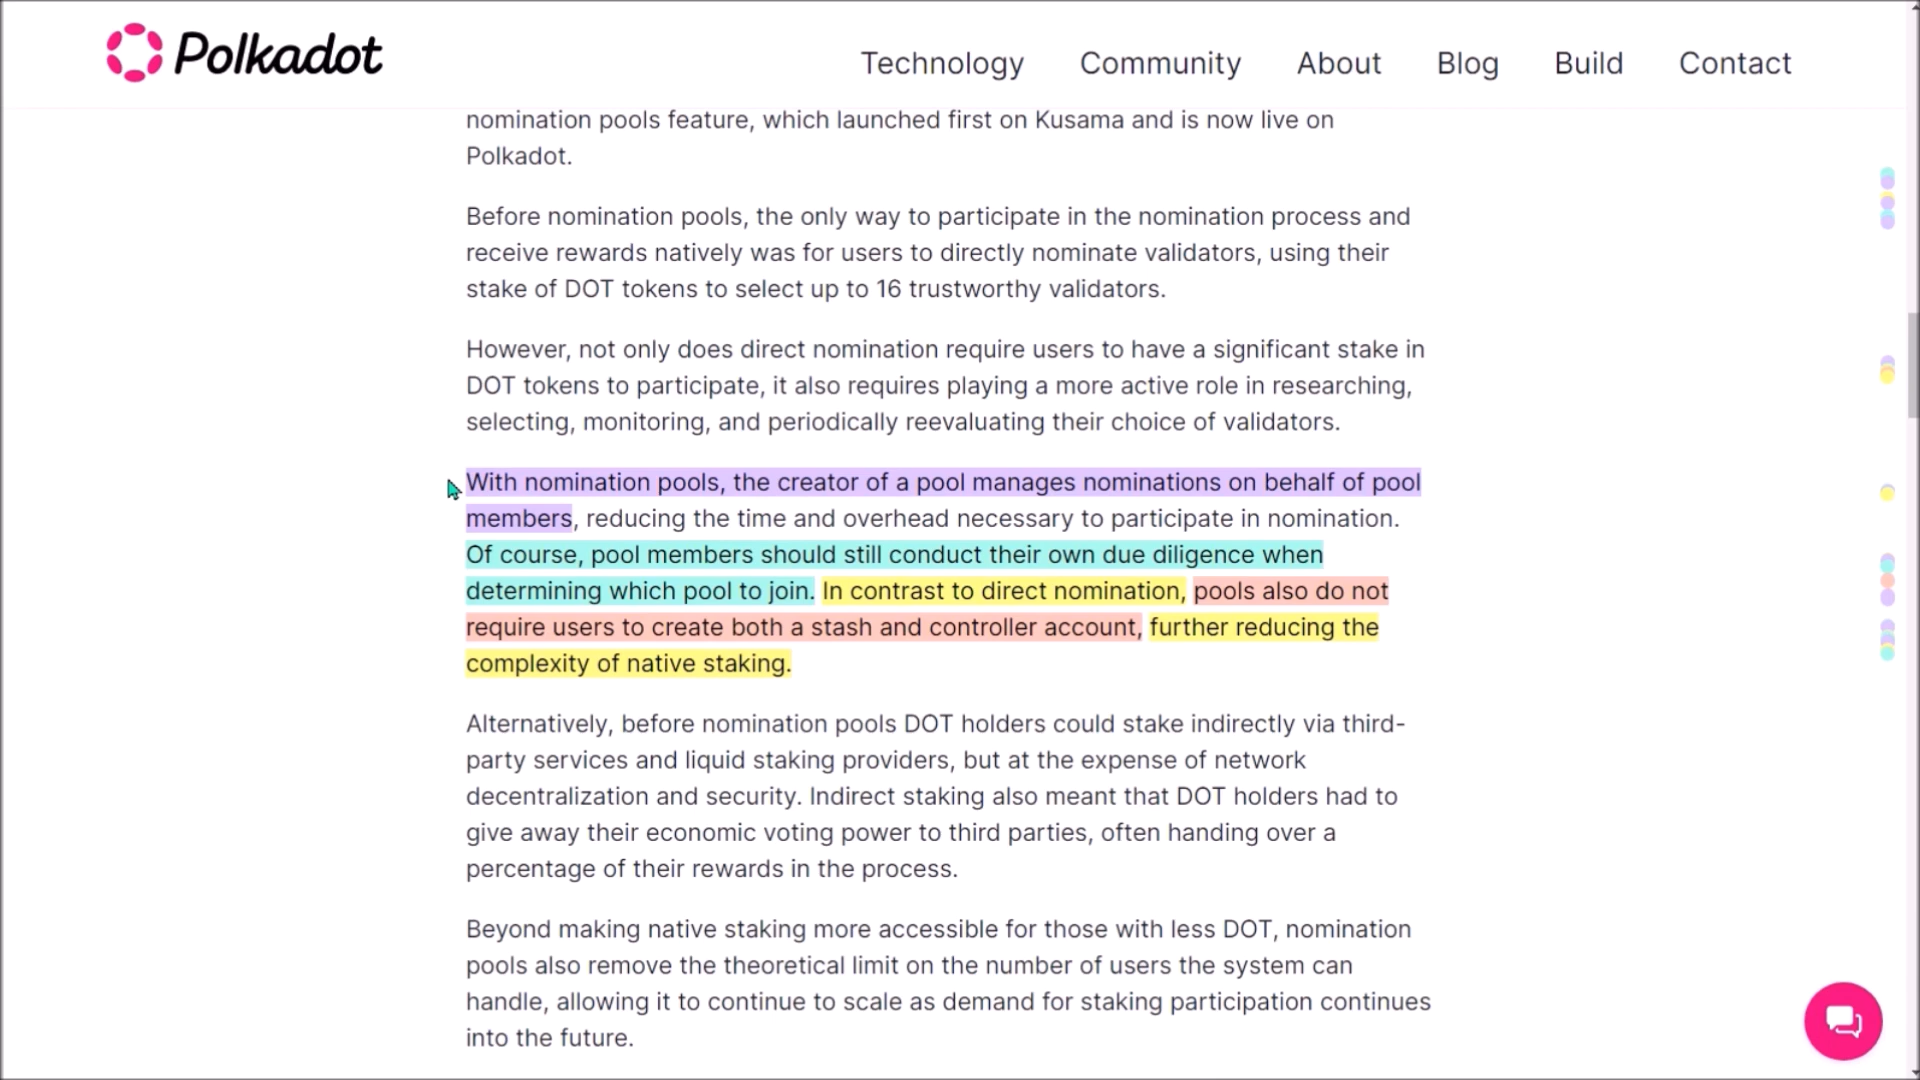 Polkadot
Technology Community About Blog Build Contact
nomination pools feature, which launched first on Kusama and is now live on
Polkadot.
Before nomination pools, the only way to participate in the nomination process and
receive rewards natively was for users to directly nominate validators, using their
stake of DOT tokens to select up to 16 trustworthy validators.
However, not only does direct nomination require users to have a significant stake in
DOT tokens to participate, it also requires playing a more active role in researching,
selecting, monitoring, and periodically reevaluating their choice of validators.
With nomination pools, the creator of a pool manages nominations on behalf of pool
members, reducing the time and overhead necessary to participate in nomination.
Of course, pool members should still conduct their own due diligence when
determining which pool to join. In contrast to direct nomination, pools also do not
require users to create both a stash and controller account, further reducing the
complexity of native staking.
Alternatively, before nomination pools DOT holders could stake indirectly via third-
party services and liquid staking providers, but at the expense of network
decentralization and security. Indirect staking also meant that DOT holders had to
give away their economic voting power to third parties, often handing over a
percentage of their rewards in the process.
Beyond making native staking more accessible for those with less DOT, nomination
pools also remove the theoretical limit on the number of users the system can
handle, allowing it to continue to scale as demand for staking participation continues
into the future.